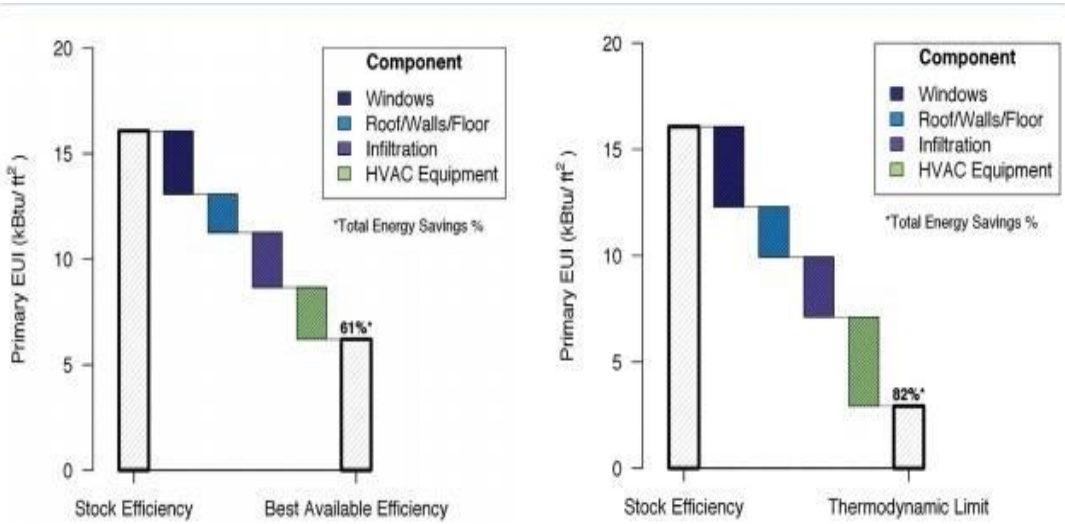 20
15
10
5
0
Primary EUI (kBtu/ ft²)
Component
Windows
Roof/Walls/Floor
Infiltration
HVAC Equipment
*Total Energy Savings %
61%*
Stock Efficiency
Best Available Efficiency
20
15
10
5
0
Primary EUI (kBtu/ ft²)
Component
Windows
Roof/Walls/Floor
Infiltration
HVAC Equipment
*Total Energy Savings %
82%*
Stock Efficiency
Thermodynamic Limit